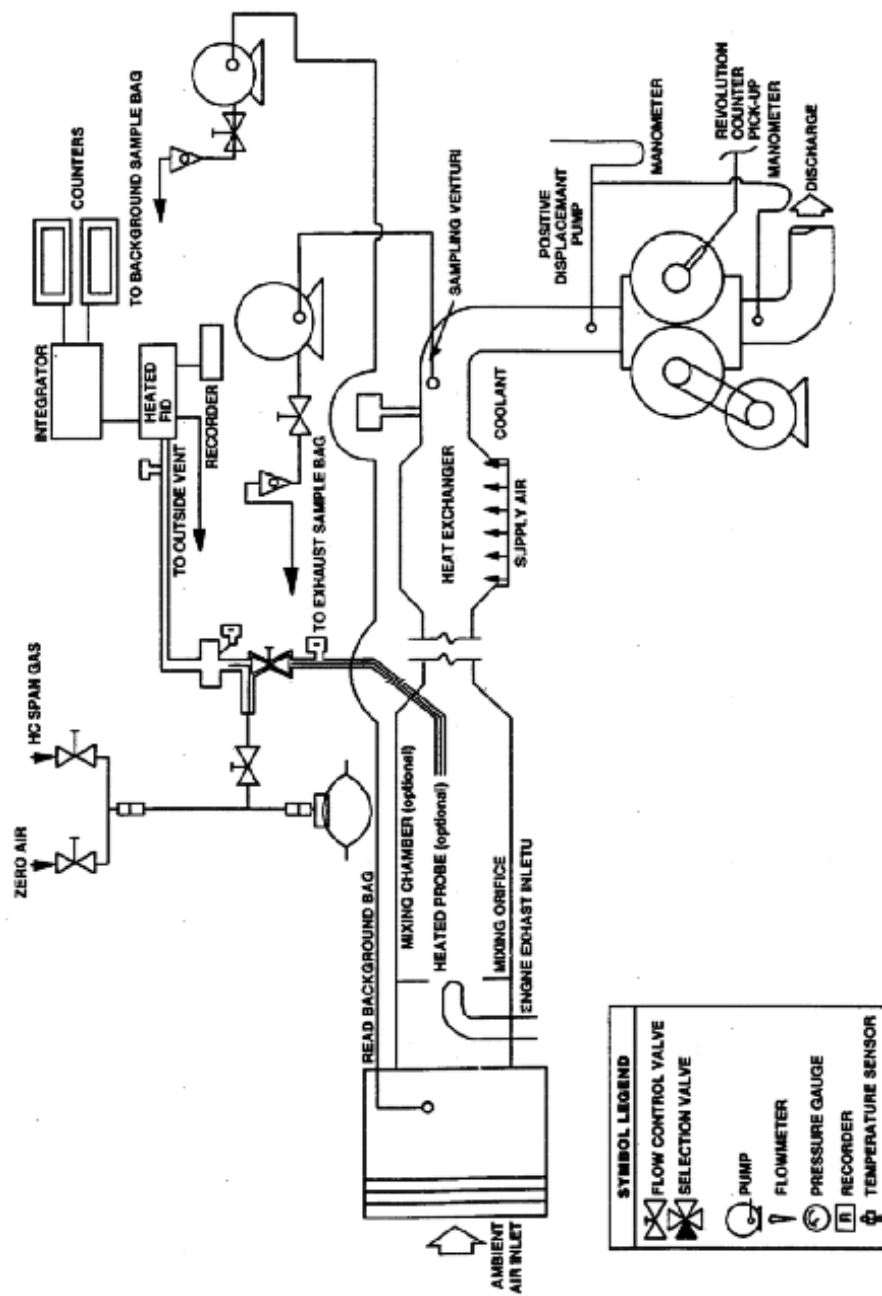 ZERO AIR
HC SPAN GAS
INTEGRATOR
COUNTERS
HEATED
FID
RECORDER
TO OUTSIDE VENT
TO BACKGROUND SAMPLE BAG
TO EXHAUST SAMPLE BAG
READ BACKGROUND BAG
MIXING CHAMBER (optional)
HEATED PROBE (optional)
MIXING ORIFICE
ENGNE EXHAST INLETU
AMBIENT
AIR INLET
HEAT EXCHANGER
COOLANT
SUPPLY AIR
SAMPLING VENTURI
POSITIVE
DISPLACEMANT
PUMP
MANOMETER
REVOLUTION
COUNTER
PICK-UP
MANOMETER
DISCHARGE
SYMBOL LEGEND
FLOW CONTROL VALVE
SELECTION VALVE
PUMP
FLOWMETER
PRESSURE GAUGE
R RECORDER
TEMPERATURE SENSOR